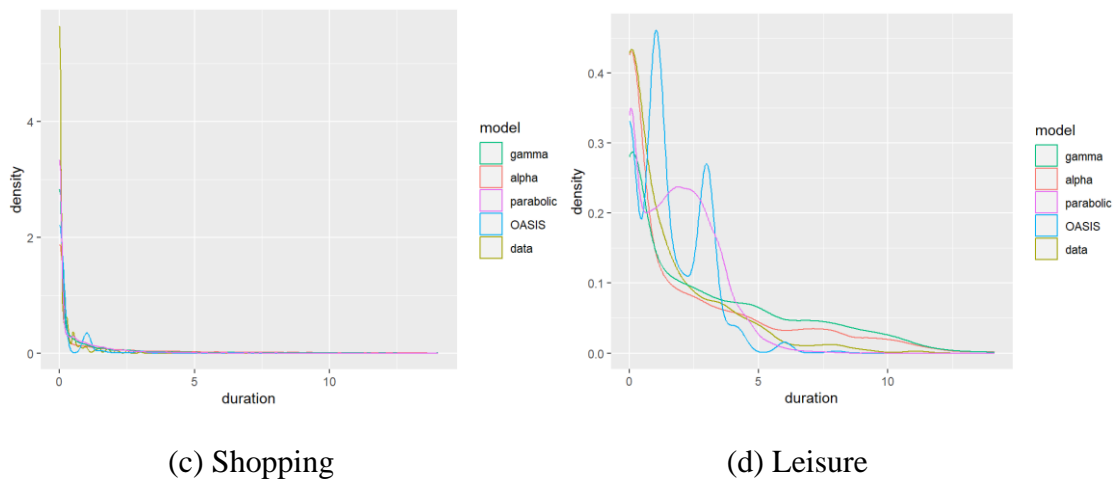 density
4
2
0
0
5
10
duration
model
gamma
alpha
parabolic
OASIS
data
(c) Shopping
density
0.4
0.3
0.2
0.1
0.0
0
5
10
duration
model
gamma
alpha
parabolic
OASIS
data
(d) Leisure